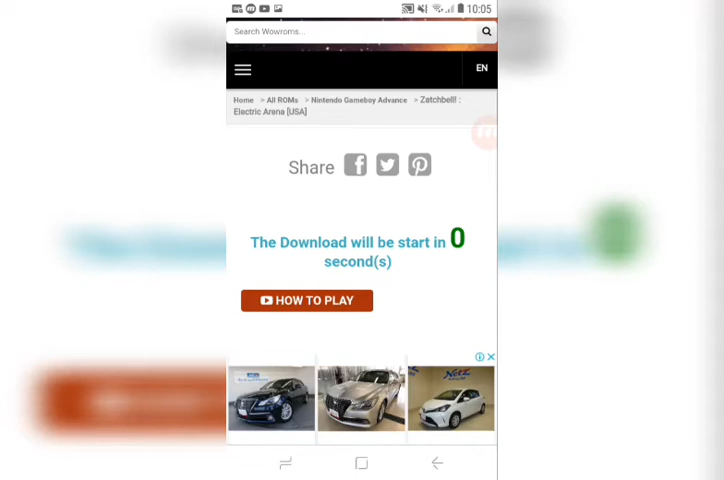 10:05
Search Wowroms...
EN
Home > All ROMs > Nintendo Gameboy Advance > Zatchbell! :
Electric Arena [USA]
Share
The Download will be start in 0
second(s)
HOW TO PLAY
NetZ